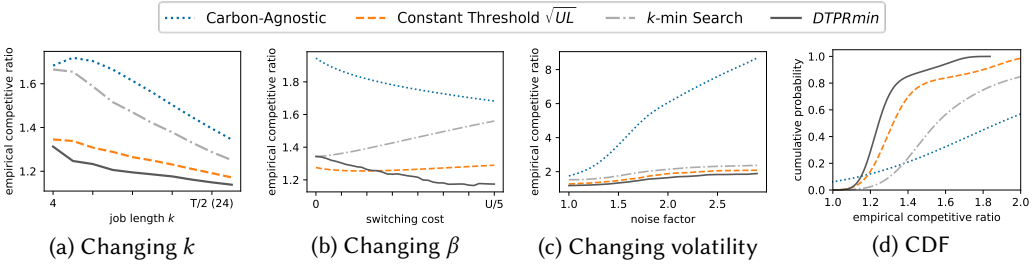 Carbon-Agnostic Constant Threshold √UL k-min Search DTPRmin
empirical competitive ratio
1.6
1.4
1.2
4 T/2 (24)
job length k
(a) Changing k
empirical competitive ratio
1.8
1.6
1.4
1.2
0 U/5
switching cost
(b) Changing β
empirical competitive ratio
8
6
4
2
1.0 1.5 2.0 2.5
noise factor
(c) Changing volatility
cumulative probability
1.0
0.8
0.6
0.4
0.2
0.0
1.0 1.2 1.4 1.6 1.8 2.0
empirical competitive ratio
(d) CDF